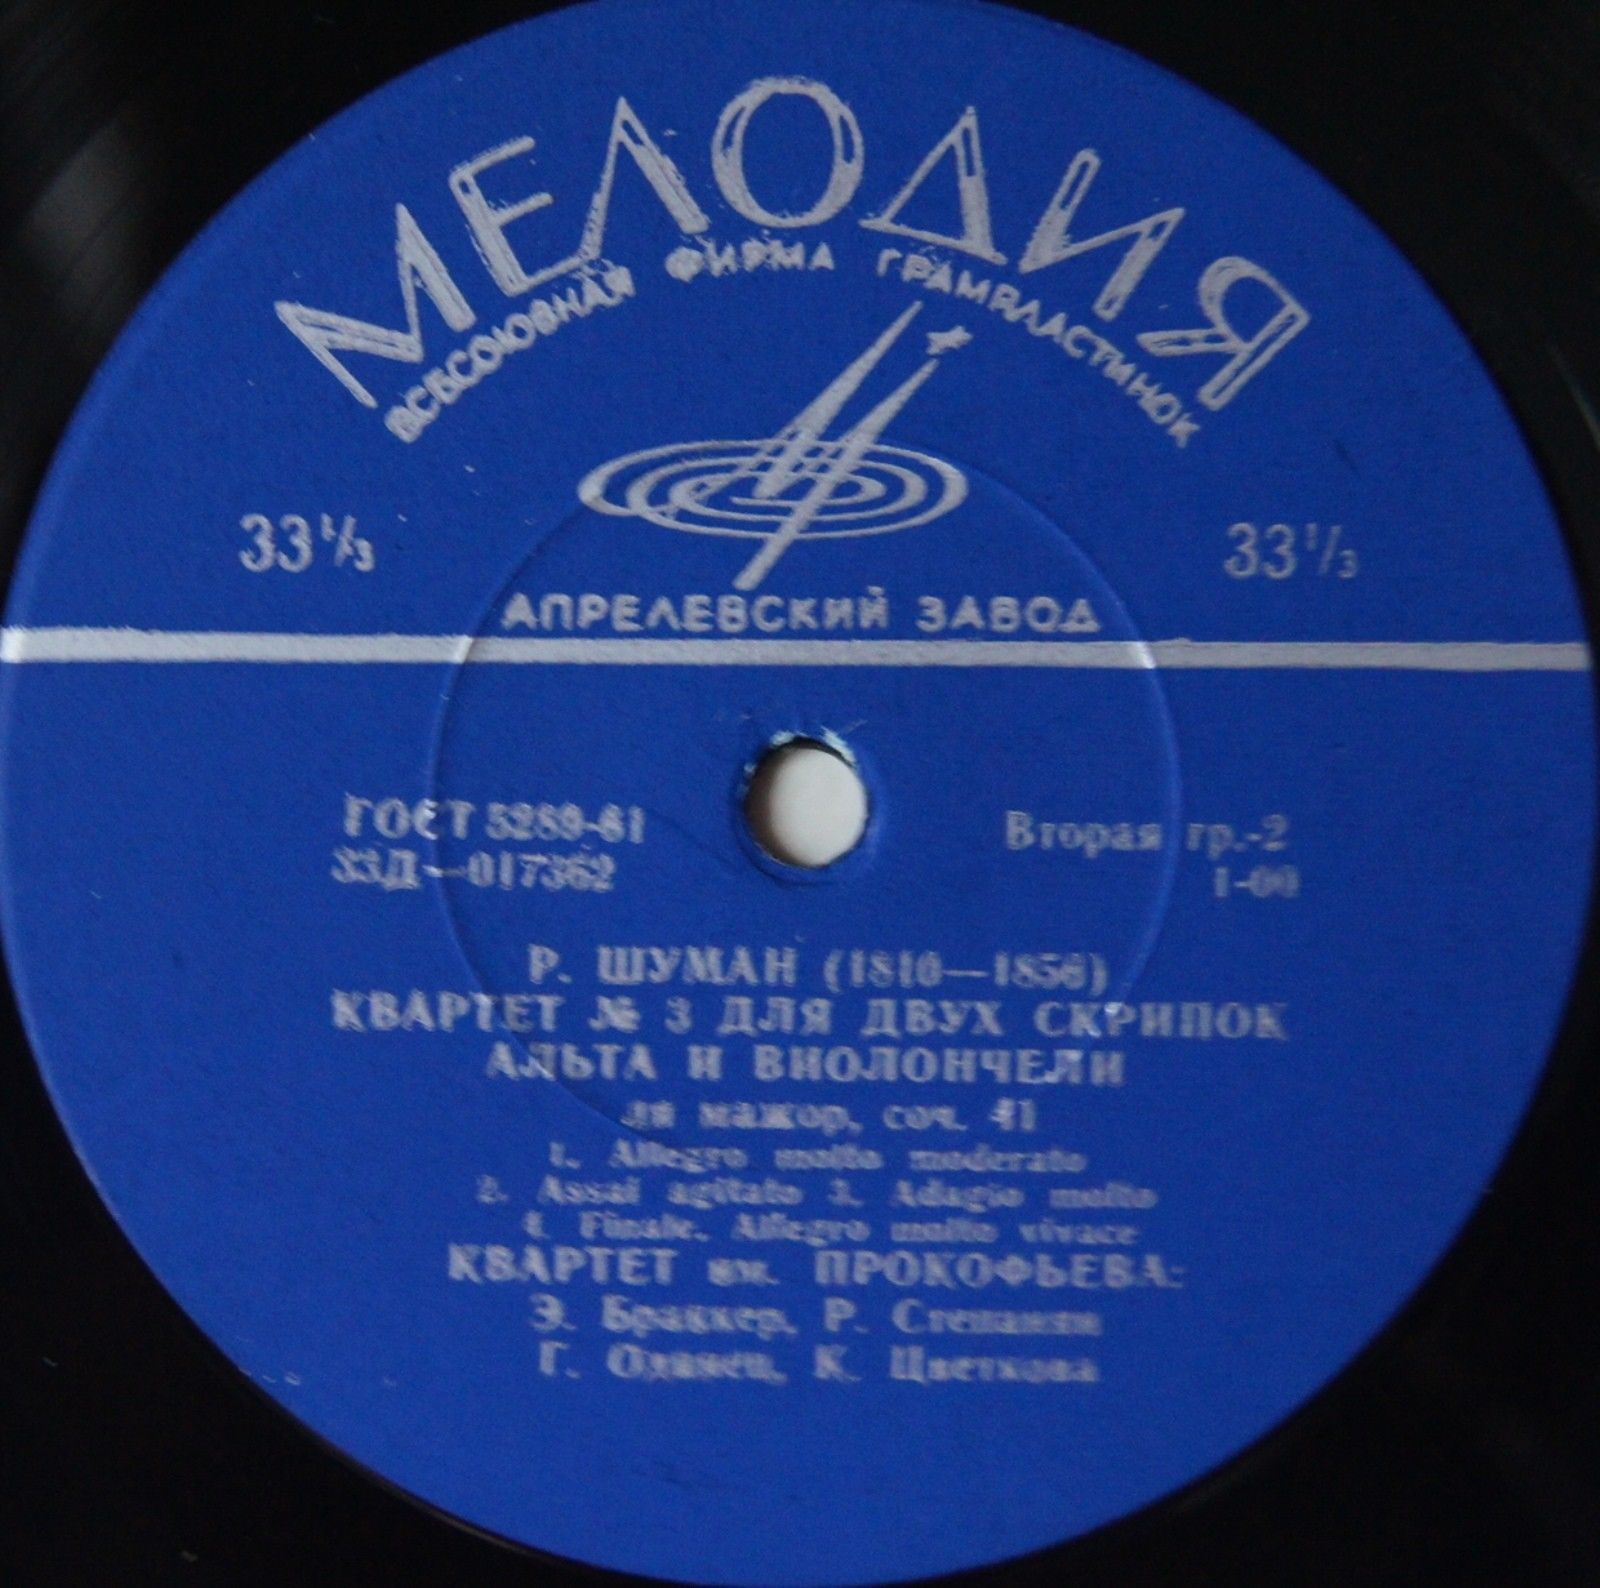 МЕЛОДИЯ
ВСЕСОЮЗНАЯ ФИРМА ГРАМПЛАСТИНОК
33⅓ 33⅓
АПРЕЛЕВСКИЙ ЗАВОД
ГОСТ 5289-61 Вторая гр.-2
33Д—017362 1-00
Р. ШУМАН (1810—1856)
КВАРТЕТ № 3 ДЛЯ ДВУХ СКРИПОК
АЛЬТА И ВИОЛОНЧЕЛИ
ля мажор, соч. 41
1. Allegro molto moderato
2. Assai agitato 3. Adagio molto
4. Finale. Allegro molto vivace
КВАРТЕТ им. ПРОКОФЬЕВА:
Э. Браккер, Р. Степанян
Г. Одинец, К. Цветкова